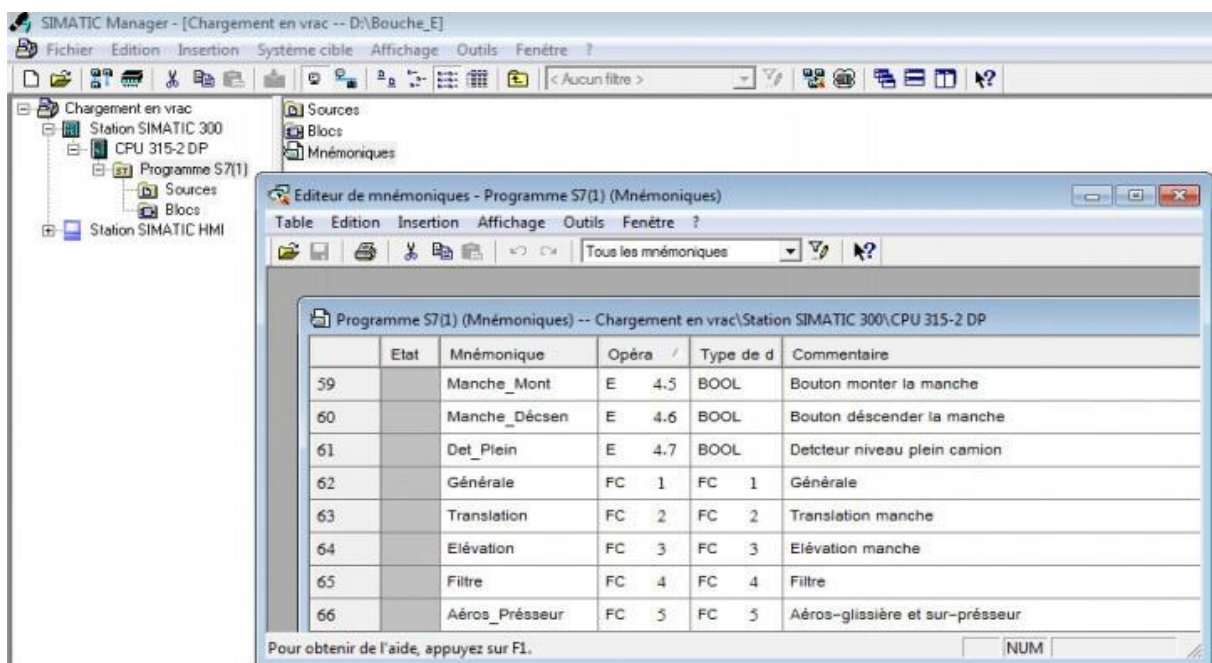 SIMATIC Manager - [Chargement en vrac -- D:\Bouche_E]
Fichier Edition Insertion Système cible Affichage Outils Fenêtre ?
< Aucun filtre >
Chargement en vrac
Station SIMATIC 300
CPU 315-2 DP
Programme S7(1)
Sources
Blocs
Station SIMATIC HMI
Sources
Blocs
Mnémoniques
Editeur de mnémoniques - Programme S7(1) (Mnémoniques)
Table Edition Insertion Affichage Outils Fenêtre ?
Tous les mnémoniques
Programme S7(1) (Mnémoniques) -- Chargement en vrac\Station SIMATIC 300\CPU 315-2 DP
Etat Mnémonique Opéra / Type de d Commentaire
59 Manche_Mont E 4.5 BOOL Bouton monter la manche
60 Manche_Décsen E 4.6 BOOL Bouton déscender la manche
61 Det_Plein E 4.7 BOOL Detcteur niveau plein camion
62 Générale FC 1 FC 1 Générale
63 Translation FC 2 FC 2 Translation manche
64 Elévation FC 3 FC 3 Elévation manche
65 Filtre FC 4 FC 4 Filtre
66 Aéros_Présseur FC 5 FC 5 Aéros-glissière et sur-présseur
Pour obtenir de l'aide, appuyez sur F1.
NUM